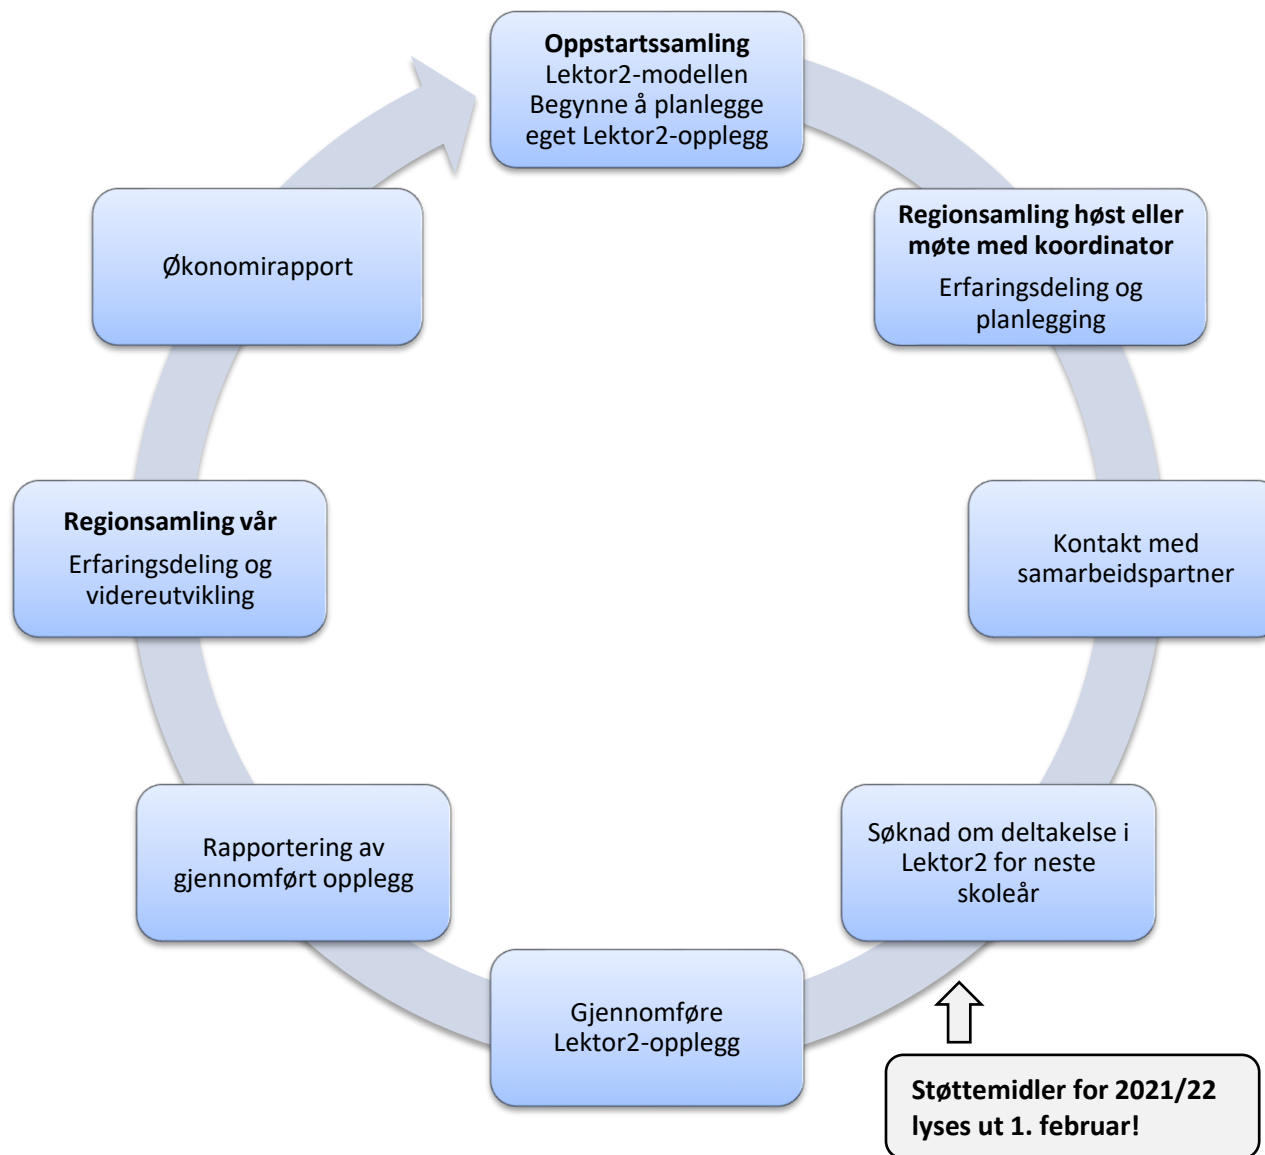 Oppstartssamling
Lektor2-modellen
Begynne å planlegge
eget Lektor2-opplegg
Regionsamling høst eller
møte med koordinator
Erfaringsdeling og
planlegging
Kontakt med
samarbeidspartner
Søknad om deltakelse i
Lektor2 for neste
skoleår
Støttemidler for 2021/22
lyses ut 1. februar!
Gjennomføre
Lektor2-opplegg
Rapportering av
gjennomført opplegg
Regionsamling vår
Erfaringsdeling og
videreutvikling
Økonomirapport